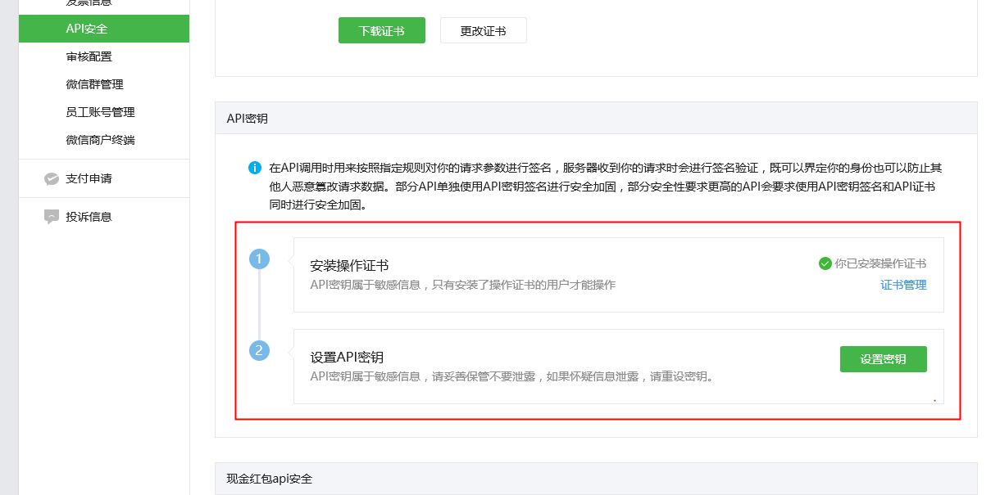 发票信息
API安全
审核配置
微信群管理
员工账号管理
微信商户终端
支付申请
投诉信息
下载证书
更改证书
API密钥
在API调用时用来按照指定规则对你的请求参数进行签名，服务器收到你的请求时会进行签名验证，既可以界定你的身份也可以防止其
他人恶意篡改请求数据。部分API单独使用API密钥签名进行安全加固，部分安全性要求更高的API会要求使用API密钥签名和API证书
同时进行安全加固。
1
安装操作证书
你已安装操作证书
API密钥属于敏感信息，只有安装了操作证书的用户才能操作
证书管理
2
设置API密钥
设置密钥
API密钥属于敏感信息，请妥善保管不要泄露，如果怀疑信息泄露，请重设密钥。
现金红包api安全